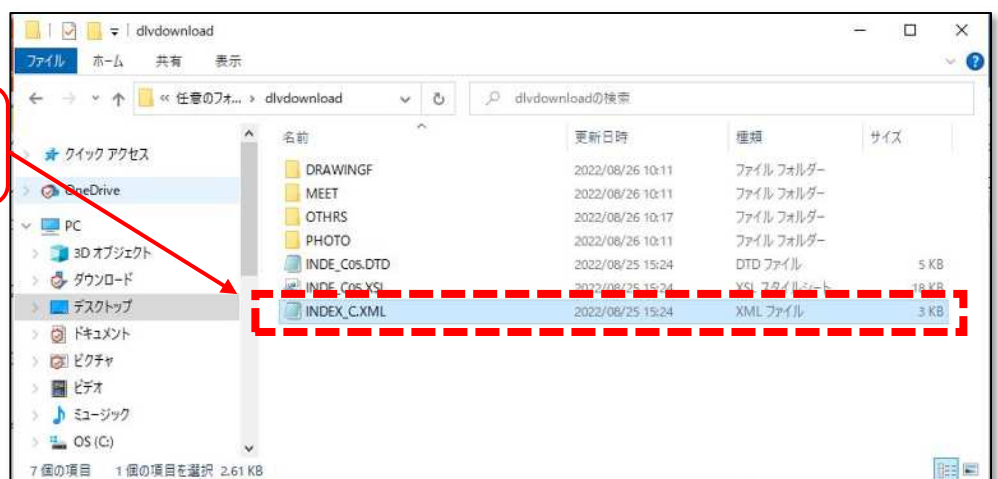 dlvdownload
ファイル ホーム 共有 表示
« 任意のフォ... › dlvdownload
dlvdownloadの検索
クイック アクセス
OneDrive
PC
3D オブジェクト
ダウンロード
デスクトップ
ドキュメント
ピクチャ
ビデオ
ミュージック
OS (C:)
名前 更新日時 種類 サイズ
DRAWINGF 2022/08/26 10:11 ファイル フォルダー
MEET 2022/08/26 10:11 ファイル フォルダー
OTHRS 2022/08/26 10:17 ファイル フォルダー
PHOTO 2022/08/26 10:11 ファイル フォルダー
INDE_C05.DTD 2022/08/25 15:24 DTD ファイル 5 KB
INDE_C05.XSL 2022/08/25 15:24 XSL スタイルシート 18 KB
INDEX_C.XML 2022/08/25 15:24 XML ファイル 3 KB
7 個の項目 1 個の項目を選択 2.61 KB